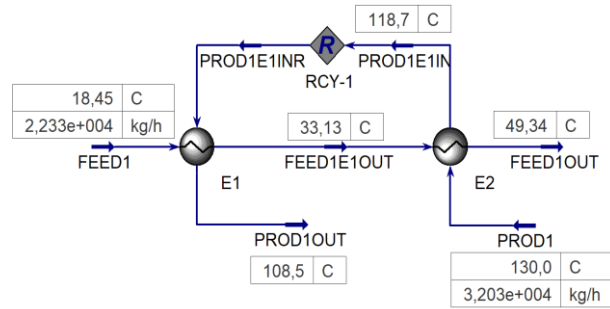 118,7 C
R
PROD1E1INR
PROD1E1IN
RCY-1
18,45 C
2,233e+004 kg/h
FEED1
33,13 C
FEED1E1OUT
49,34 C
FEED1OUT
E1
E2
PROD1OUT
PROD1
108,5 C
130,0 C
3,203e+004 kg/h